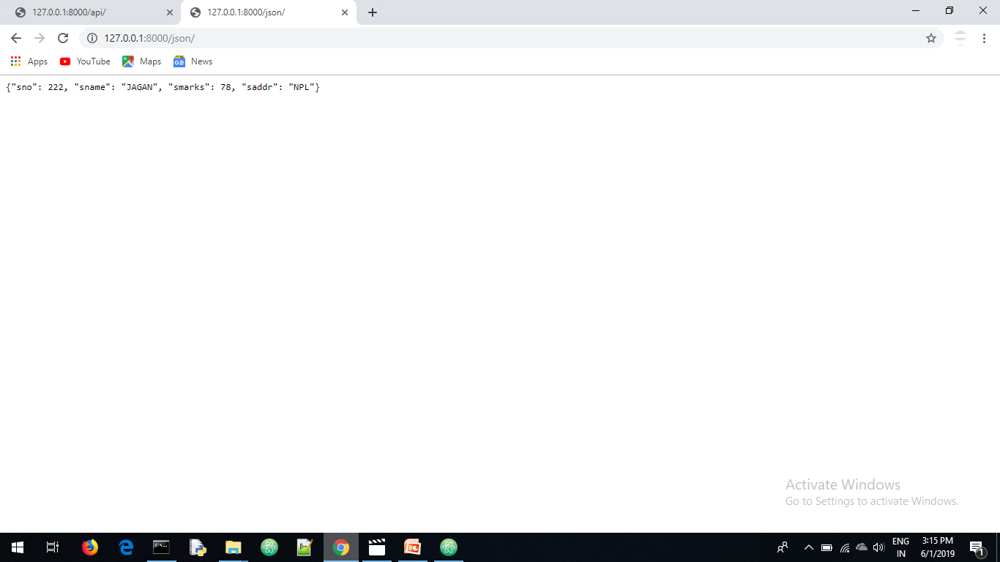 127.0.0.1:8000/api/
127.0.0.1:8000/json/
127.0.0.1:8000/json/
Apps
YouTube
Maps
News
{"sno": 222, "sname": "JAGAN", "smarks": 78, "saddr": "NPL"}
Activate Windows
Go to Settings to activate Windows.
ENG
IN
3:15 PM
6/1/2019
1